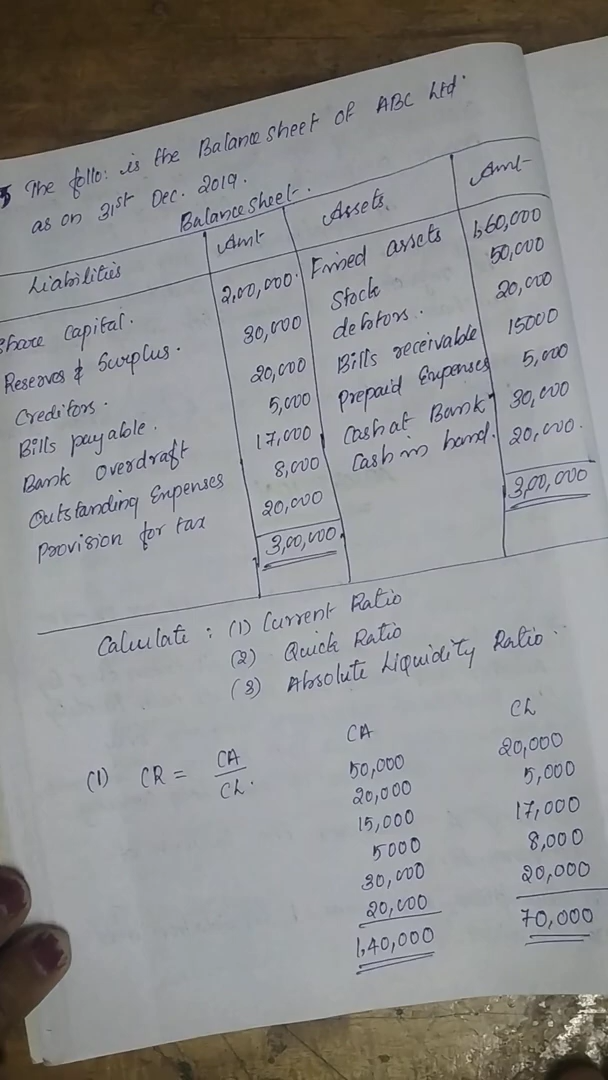 The follo: is the Balance sheet of ABC Ltd.
as on 31st Dec. 2019.
Balance sheet.
Liabilities Amt Assets Amt
Share Capital. 2,00,000 Fixed assets 1,60,000
Reserves & Surplus. 30,000 Stock 50,000
Creditors. 20,000 debtors. 20,000
Bills payable. 5,000 Bills receivable 15000
Bank Overdraft 17,000 Prepaid Expenses 5,000
Outstanding Expenses 8,000 Cash at Bank 30,000
Provision for tax 20,000 Cash in hand. 20,000.
3,00,000 3,00,000
Calculate : (1) Current Ratio
(2) Quick Ratio
(3) Absolute Liquidity Ratio.
(1) CR = CA / CL.
CA CL
50,000 20,000
20,000 5,000
15,000 17,000
5000 8,000
30,000 20,000
20,000 70,000
1,40,000